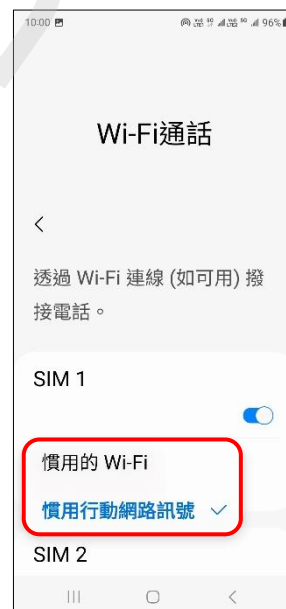 10:00
96%
Wi-Fi通話
透過 Wi-Fi 連線 (如可用) 撥
接電話。
SIM 1
慣用的 Wi-Fi
慣用行動網路訊號
SIM 2